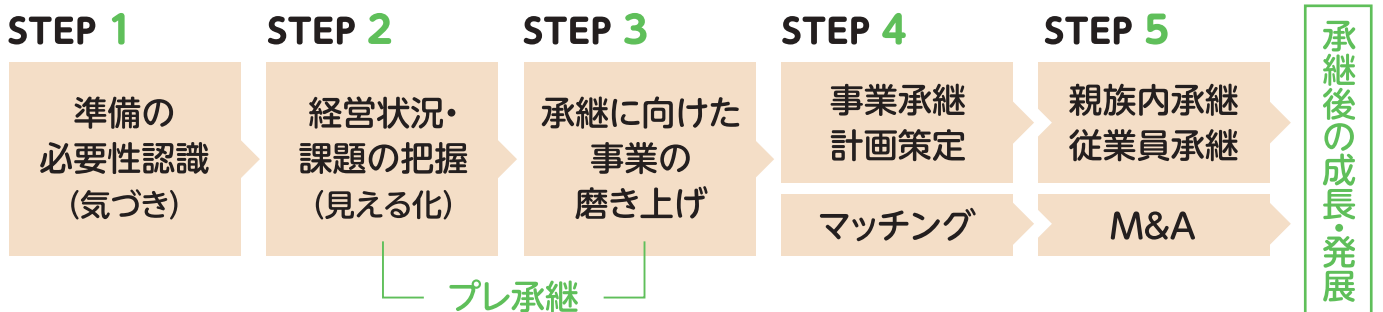 STEP 1
準備の
必要性認識
（気づき）
STEP 2
経営状況・
課題の把握
（見える化）
STEP 3
承継に向けた
事業の
磨き上げ
プレ承継
STEP 4
事業承継
計画策定
マッチング
STEP 5
親族内承継
従業員承継
M&A
承継後の成長・発展